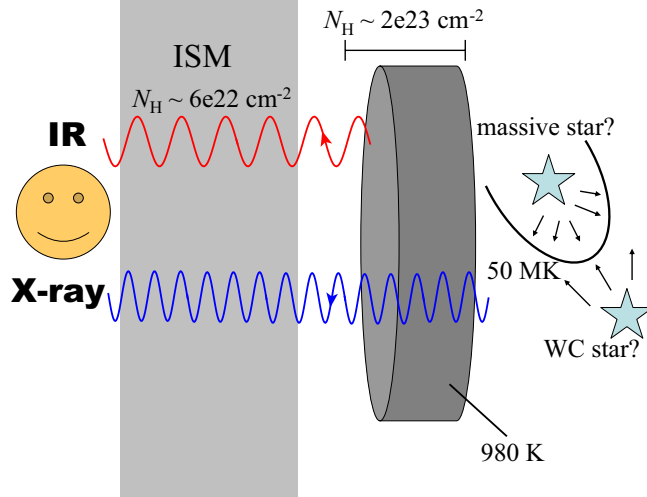 N_H ~ 2e23 cm⁻²
ISM
N_H ~ 6e22 cm⁻²
IR
massive star?
X-ray
50 MK
WC star?
980 K